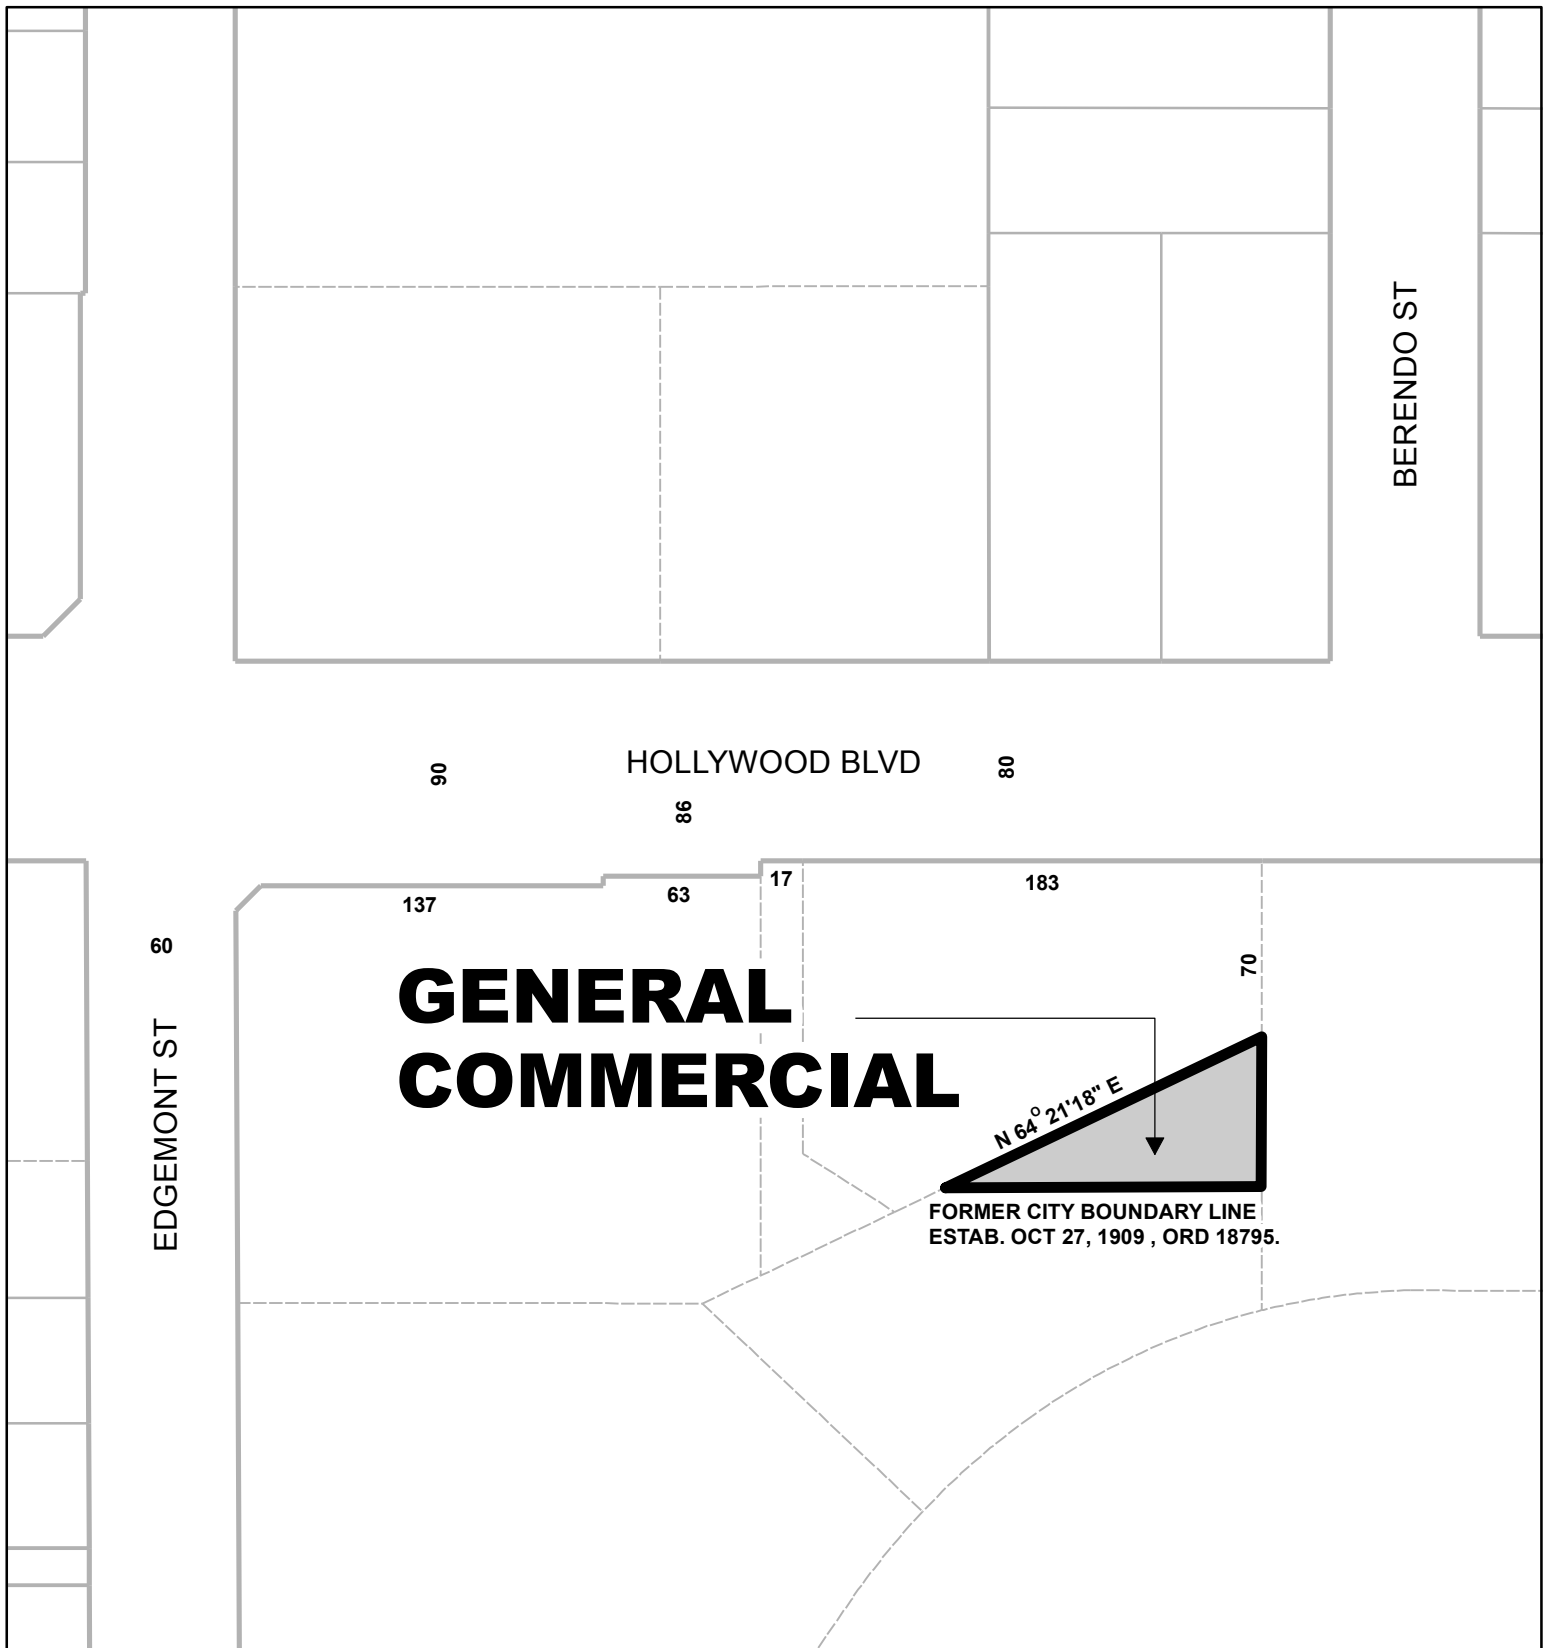 BERENDO ST
HOLLYWOOD BLVD
90
80
86
137
63
17
183
60
70
GENERAL
COMMERCIAL
EDGEMONT ST
N 64° 21'18" E
FORMER CITY BOUNDARY LINE
ESTAB. OCT 27, 1909 , ORD 18795.